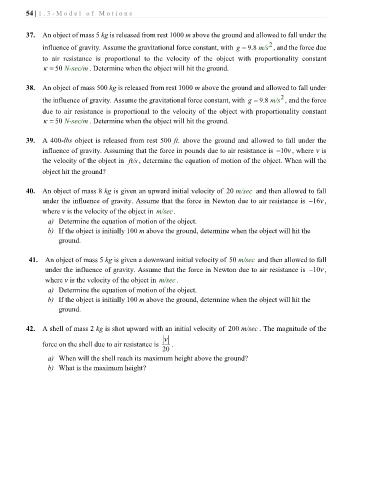 54 | 1.3-Model of Motions
37. An object of mass 5 kg is released from rest 1000 m above the ground and allowed to fall under the
influence of gravity. Assume the gravitational force constant, with g = 9.8 m/s², and the force due
to air resistance is proportional to the velocity of the object with proportionality constant
κ = 50 N-sec/m. Determine when the object will hit the ground.
38. An object of mass 500 kg is released from rest 1000 m above the ground and allowed to fall under
the influence of gravity. Assume the gravitational force constant, with g = 9.8 m/s², and the force
due to air resistance is proportional to the velocity of the object with proportionality constant
κ = 50 N-sec/m. Determine when the object will hit the ground.
39. A 400-lbs object is released from rest 500 ft. above the ground and allowed to fall under the
influence of gravity. Assuming that the force in pounds due to air resistance is −10v, where v is
the velocity of the object in ft/s, determine the equation of motion of the object. When will the
object hit the ground?
40. An object of mass 8 kg is given an upward initial velocity of 20 m/sec and then allowed to fall
under the influence of gravity. Assume that the force in Newton due to air resistance is −16v,
where v is the velocity of the object in m/sec.
a) Determine the equation of motion of the object.
b) If the object is initially 100 m above the ground, determine when the object will hit the
ground.
41. An object of mass 5 kg is given a downward initial velocity of 50 m/sec and then allowed to fall
under the influence of gravity. Assume that the force in Newton due to air resistance is −10v,
where v is the velocity of the object in m/sec.
a) Determine the equation of motion of the object.
b) If the object is initially 100 m above the ground, determine when the object will hit the
ground.
42. A shell of mass 2 kg is shot upward with an initial velocity of 200 m/sec. The magnitude of the
force on the shell due to air resistance is |v|/20.
a) When will the shell reach its maximum height above the ground?
b) What is the maximum height?